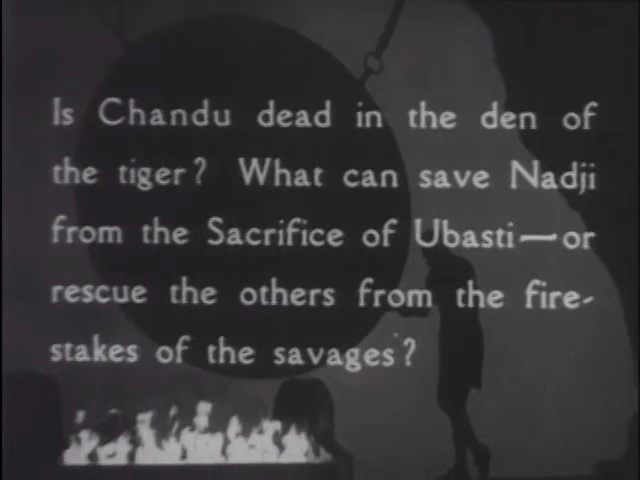 Is Chandu dead in the den of
the tiger? What can save Nadji
from the Sacrifice of Ubasti—or
rescue the others from the fire-
stakes of the savages?